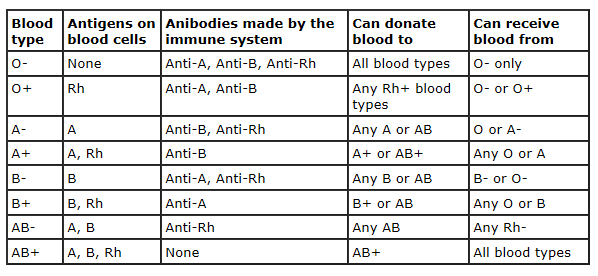 Blood type Antigens on blood cells Anibodies made by the immune system Can donate blood to Can receive blood from
O- None Anti-A, Anti-B, Anti-Rh All blood types O- only
O+ Rh Anti-A, Anti-B Any Rh+ blood types O- or O+
A- A Anti-B, Anti-Rh Any A or AB O or A-
A+ A, Rh Anti-B A+ or AB+ Any O or A
B- B Anti-A, Anti-Rh Any B or AB B- or O-
B+ B, Rh Anti-A B+ or AB Any O or B
AB- A, B Anti-Rh Any AB Any Rh-
AB+ A, B, Rh None AB+ All blood types